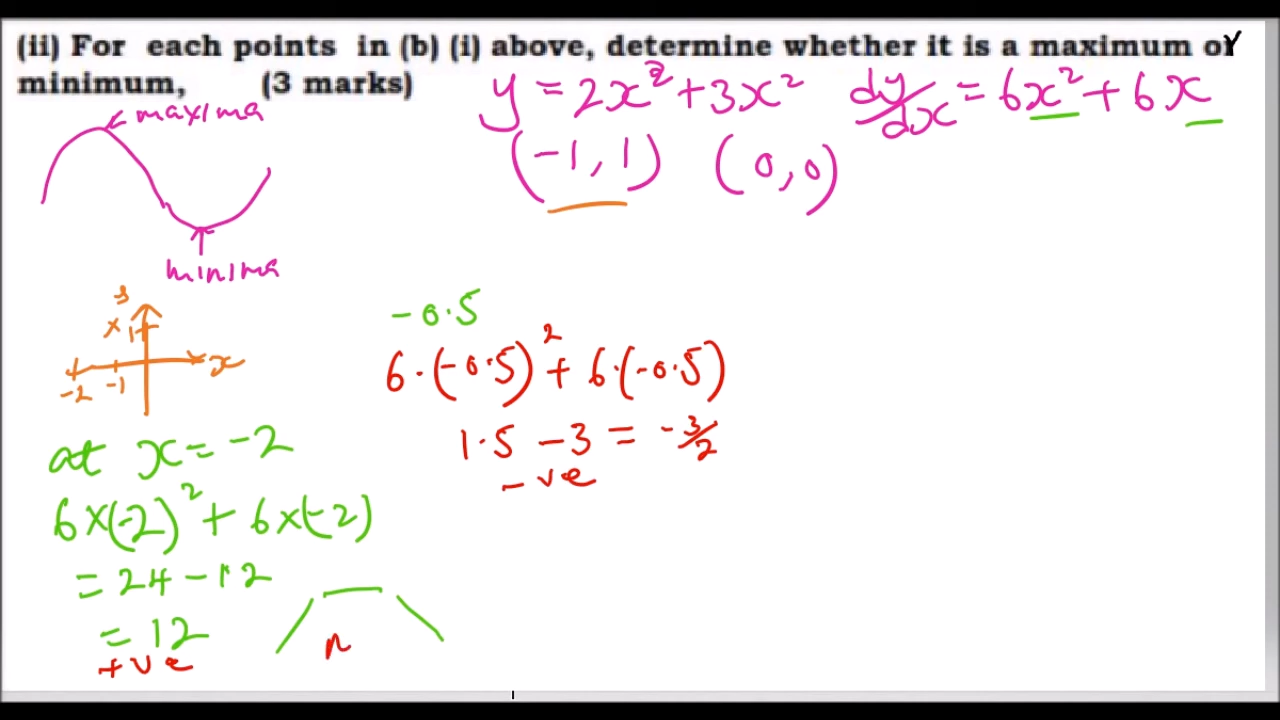 (ii) For each points in (b) (i) above, determine whether it is a maximum or
minimum, (3 marks)
y = 2x³ + 3x² dy/dx = 6x² + 6x
maxima
(-1, 1) (0, 0)
minima
1
x
-2 -1
-0.5
6·(-0.5)² + 6·(-0.5)
1.5 - 3 = -3/2
-ve
at x = -2
6×(-2)² + 6×(-2)
= 24 - 12
= 12
+ve